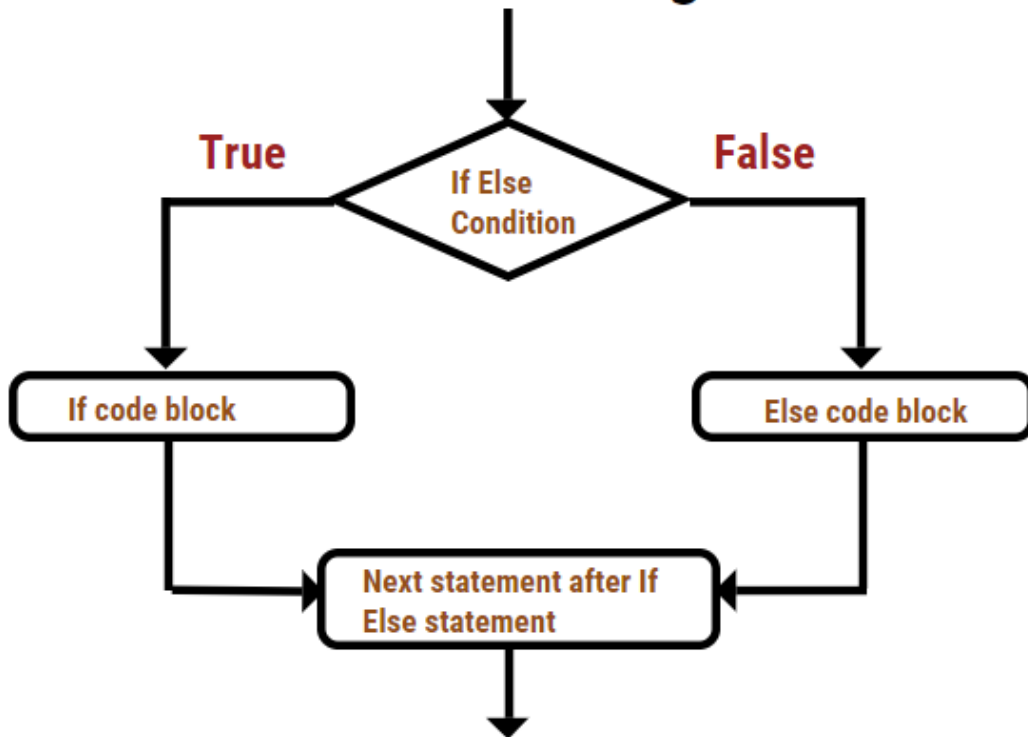 True
False
If Else
Condition
If code block
Else code block
Next statement after If
Else statement